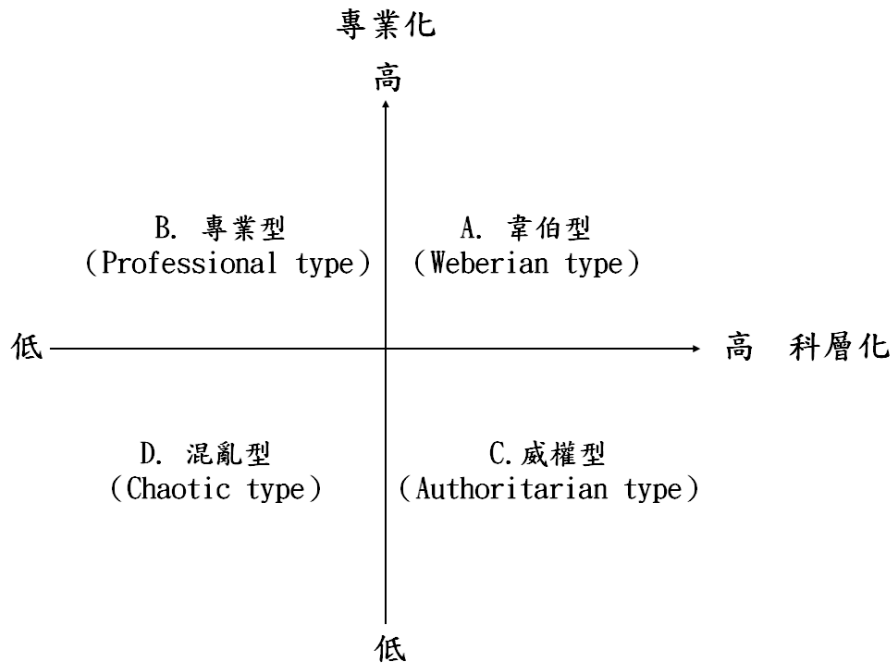 專業化
高
B. 專業型
(Professional type)
A. 韋伯型
(Weberian type)
低
高 科層化
D. 混亂型
(Chaotic type)
C.威權型
(Authoritarian type)
低